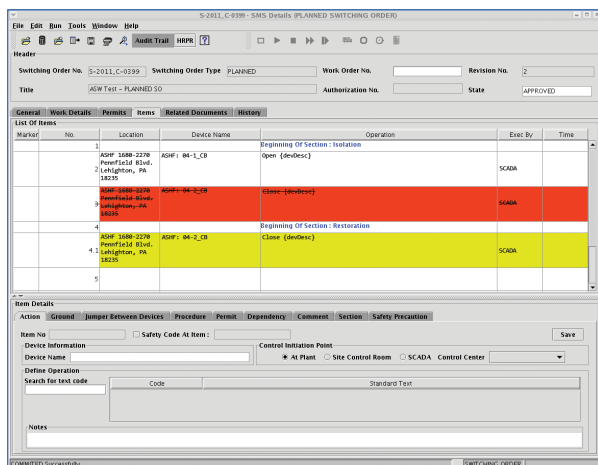 S-2011_C-0399 - SMS Details (PLANNED SWITCHING ORDER)
File Edit Run Tools Window Help
Audit Trail HRPR ?
Header
Switching Order No. S-2011_C-0399 Switching Order Type PLANNED Work Order No. Revision No. 2
Title ASW Test - PLANNED SO Authorization No. State APPROVED
General Work Details Permits Items Related Documents History
List Of Items
Marker No. Location Device Name Operation Exec By Time
1 Beginning Of Section : Isolation
2 ASHF 1680-2270 Pennfield Blvd. Lehighton, PA 18235 ASHF: 04-1_CB Open {devDesc} SCADA
3 ASHF 1680-2270 Pennfield Blvd. Lehighton, PA 18235 ASHF: 04-2_CB Close {devDesc} SCADA
4 Beginning Of Section : Restoration
4.1 ASHF 1680-2270 Pennfield Blvd. Lehighton, PA 18235 ASHF: 04-2_CB Close {devDesc} SCADA
5
Item Details
Action Ground Jumper Between Devices Procedure Permit Dependency Comment Section Safety Precaution
Item No Safety Code At Item : Save
Device Information Control Initiation Point
Device Name At Plant Site Control Room SCADA Control Center
Define Operation
Search for text code Code Standard Text
Notes
COMMITED Successfully SWITCHING ORDER